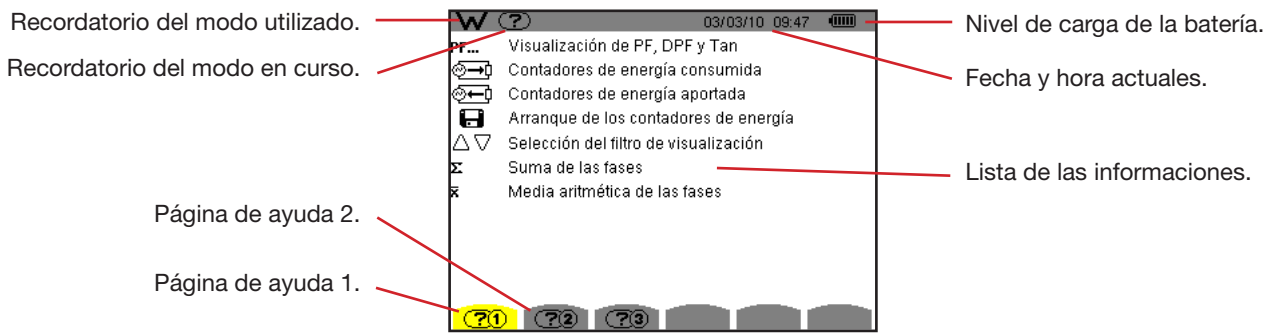 Recordatorio del modo utilizado.
W ? 03/03/10 09:47
Nivel de carga de la batería.
PF... Visualización de PF, DPF y Tan
Recordatorio del modo en curso.
Contadores de energía consumida
Fecha y hora actuales.
Contadores de energía aportada
Arranque de los contadores de energía
Selección del filtro de visualización
Σ Suma de las fases
Lista de las informaciones.
x̅ Media aritmética de las fases
Página de ayuda 2.
Página de ayuda 1.
?1 ?2 ?3